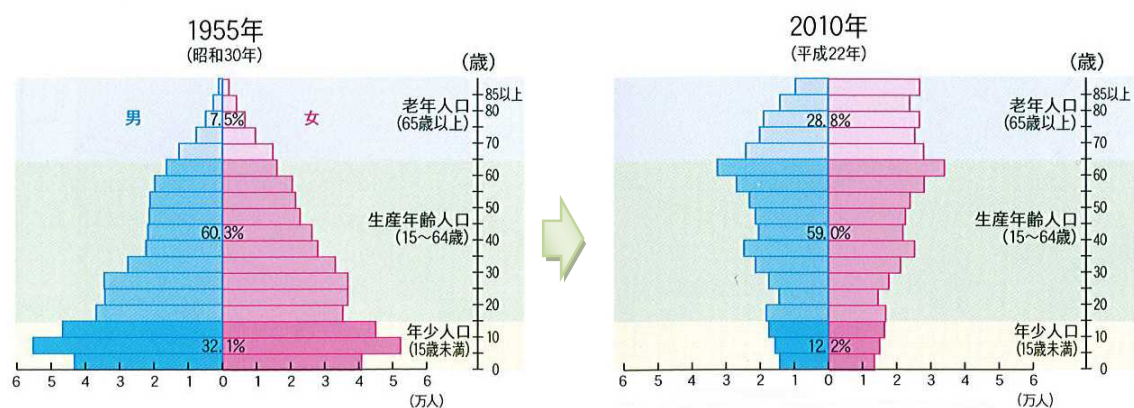 1955年
(昭和30年)
(歳)
85以上
80
70
60
50
40
30
20
10
0
男
女
老年人口
(65歳以上)
7.5%
生産年齢人口
(15～64歳)
60.3%
年少人口
(15歳未満)
32.1%
6 5 4 3 2 1 0 1 2 3 4 5 6
(万人)
2010年
(平成22年)
(歳)
85以上
80
70
60
50
40
30
20
10
0
老年人口
(65歳以上)
28.8%
生産年齢人口
(15～64歳)
59.0%
年少人口
(15歳未満)
12.2%
6 5 4 3 2 1 0 1 2 3 4 5 6
(万人)